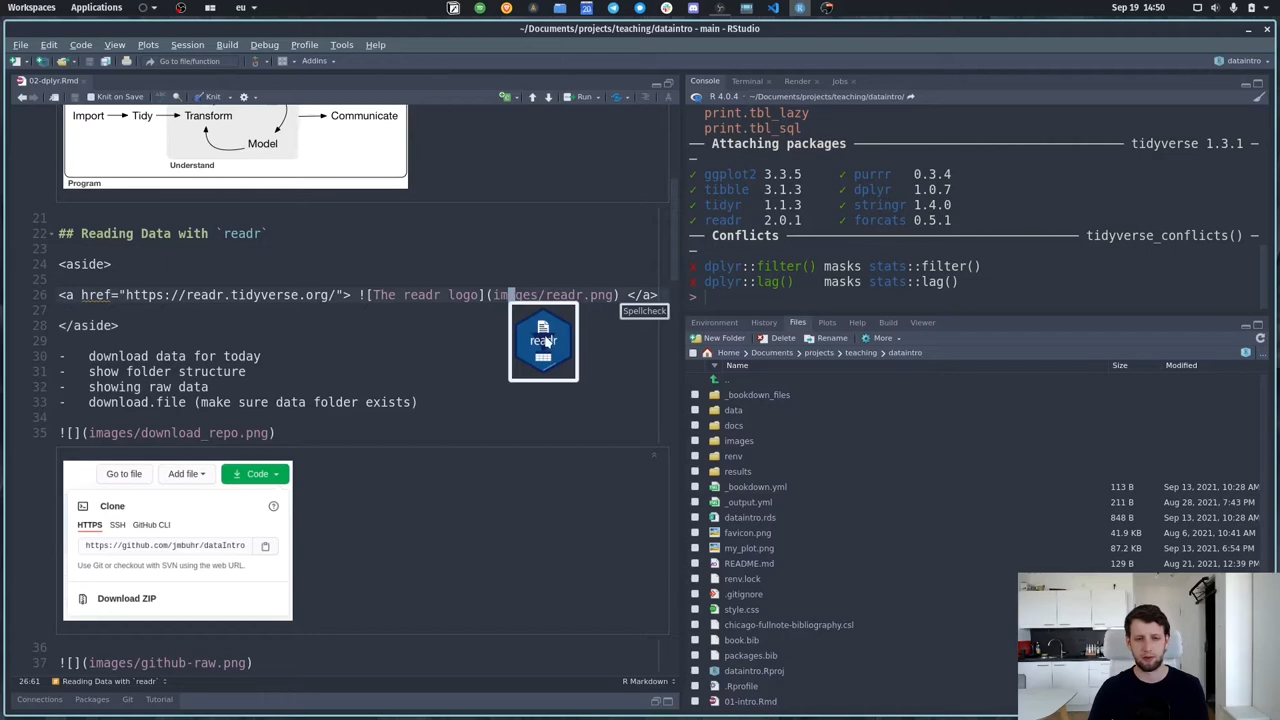 Workspaces Applications eu 20 Sep 19 14:50
~/Documents/projects/teaching/dataintro - main - RStudio
File Edit Code View Plots Session Build Debug Profile Tools Help
Go to file/function Addins dataintro
02-dplyr.Rmd
Knit on Save Knit Run
Import Tidy Transform Communicate
Model
Understand
Program
21
22 ## Reading Data with `readr`
23
24 <aside>
25
26 <a href="https://readr.tidyverse.org/"> ![The readr logo](images/readr.png) </a>
Spellcheck
27
readr
28 </aside>
29
30 - download data for today
31 - show folder structure
32 - showing raw data
33 - download.file (make sure data folder exists)
34
35 ![](images/download_repo.png)
Go to file Add file Code
Clone
HTTPS SSH GitHub CLI
https://github.com/jmbuhr/dataIntro
Use Git or checkout with SVN using the web URL.
Download ZIP
36
37 ![](images/github-raw.png)
26:61 Reading Data with `readr` R Markdown
Connections Packages Git Tutorial
Console Terminal Render Jobs
R 4.0.4 · ~/Documents/projects/teaching/dataintro/
print.tbl_lazy
print.tbl_sql
── Attaching packages ── tidyverse 1.3.1
─
✓ ggplot2 3.3.5 ✓ purrr 0.3.4
✓ tibble 3.1.3 ✓ dplyr 1.0.7
✓ tidyr 1.1.3 ✓ stringr 1.4.0
✓ readr 2.0.1 ✓ forcats 0.5.1
── Conflicts ── tidyverse_conflicts()
─
x dplyr::filter() masks stats::filter()
x dplyr::lag() masks stats::lag()
>
Environment History Files Plots Help Build Viewer
New Folder Delete Rename More
Home Documents projects teaching dataintro
Name Size Modified
..
_bookdown_files
data
docs
images
renv
results
_bookdown.yml 113 B Sep 13, 2021, 10:28 AM
_output.yml 211 B Aug 28, 2021, 7:43 PM
dataintro.rds 848 B Sep 13, 2021, 10:28 AM
favicon.png 41.9 KB Aug 6, 2021, 10:41 AM
my_plot.png 87.2 KB Sep 13, 2021, 6:54 PM
README.md 129 B Aug 21, 2021, 12:39 PM
renv.lock
.gitignore
style.css
chicago-fullnote-bibliography.csl
book.bib
packages.bib
dataintro.Rproj
.Rprofile
01-intro.Rmd